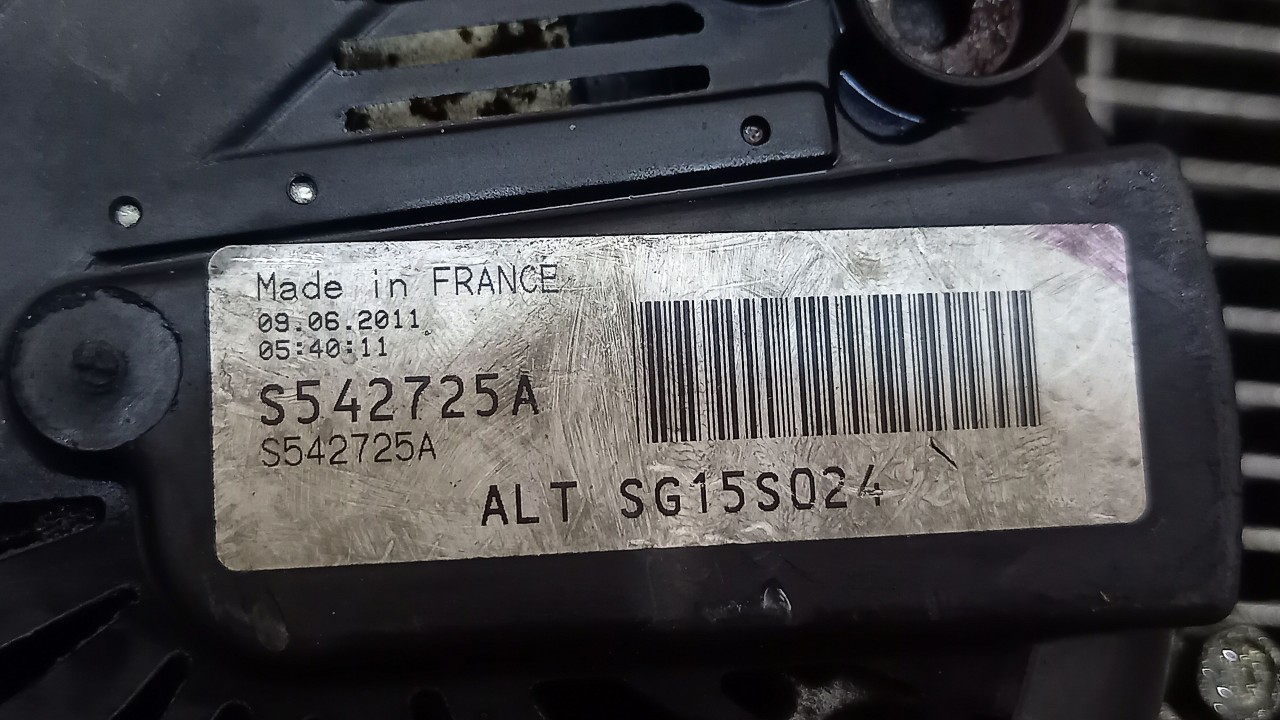 Made in FRANCE
09.06.2011
05:40:11
S542725A
S542725A
ALT SG15S024